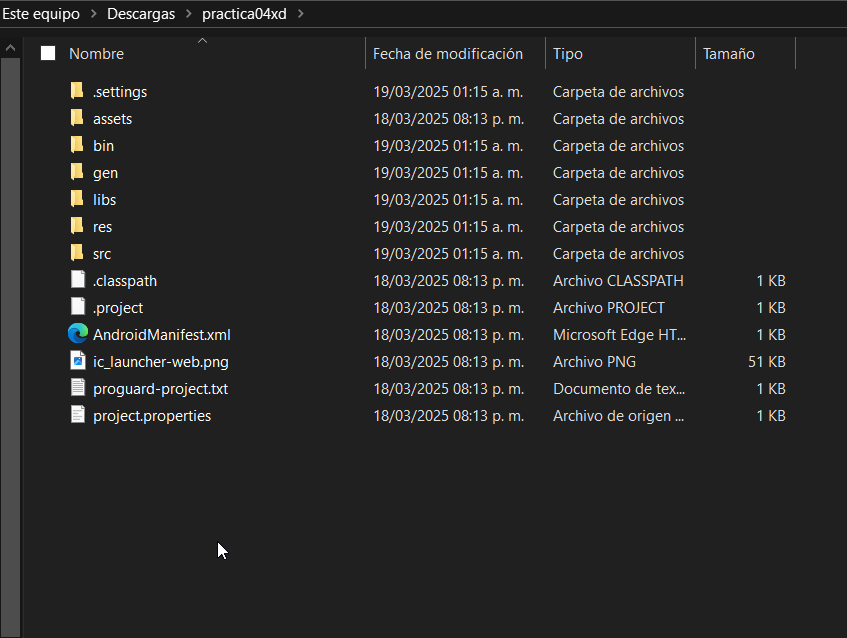 Este equipo > Descargas > practica04xd >
Nombre Fecha de modificación Tipo Tamaño
.settings 19/03/2025 01:15 a. m. Carpeta de archivos
assets 18/03/2025 08:13 p. m. Carpeta de archivos
bin 19/03/2025 01:15 a. m. Carpeta de archivos
gen 19/03/2025 01:15 a. m. Carpeta de archivos
libs 19/03/2025 01:15 a. m. Carpeta de archivos
res 19/03/2025 01:15 a. m. Carpeta de archivos
src 19/03/2025 01:15 a. m. Carpeta de archivos
.classpath 18/03/2025 08:13 p. m. Archivo CLASSPATH 1 KB
.project 18/03/2025 08:13 p. m. Archivo PROJECT 1 KB
AndroidManifest.xml 18/03/2025 08:13 p. m. Microsoft Edge HT... 1 KB
ic_launcher-web.png 18/03/2025 08:13 p. m. Archivo PNG 51 KB
proguard-project.txt 18/03/2025 08:13 p. m. Documento de tex... 1 KB
project.properties 18/03/2025 08:13 p. m. Archivo de origen ... 1 KB